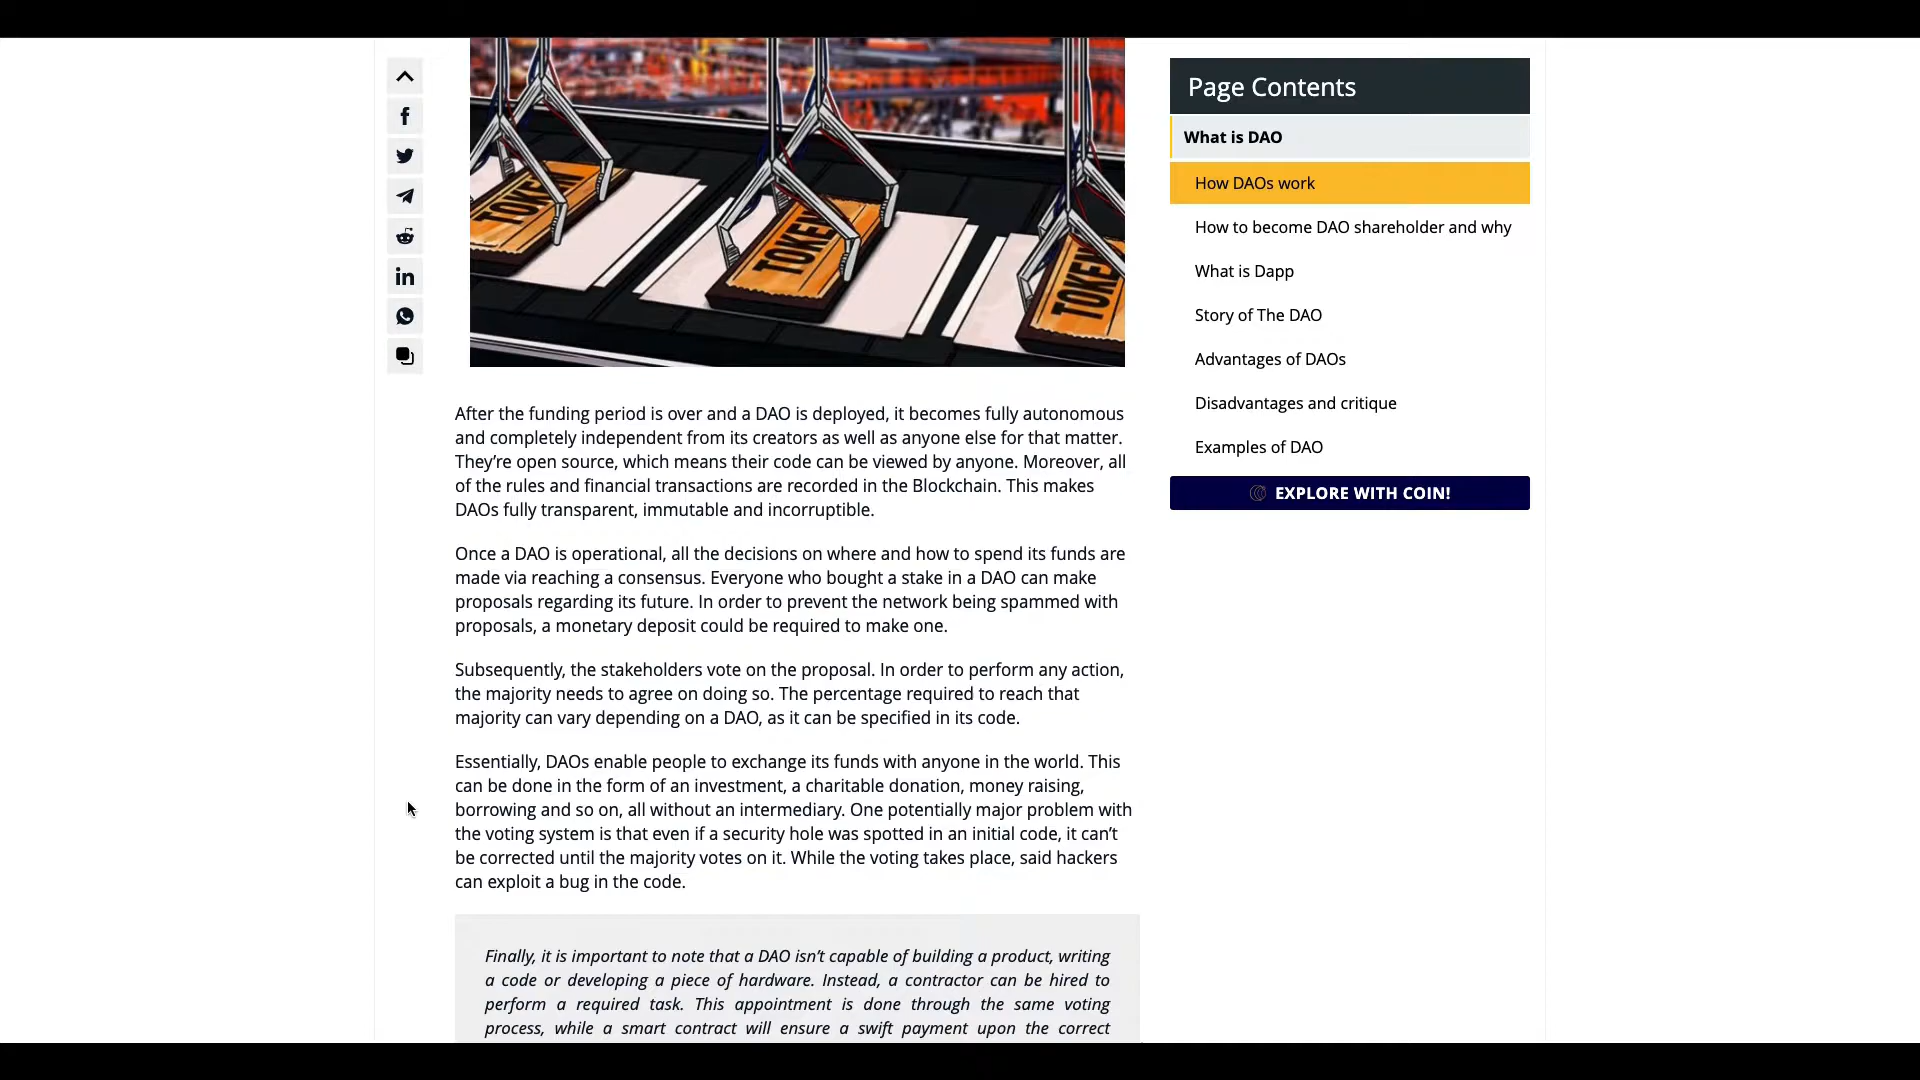 TOKEN
TOKEN
TOKEN
After the funding period is over and a DAO is deployed, it becomes fully autonomous
and completely independent from its creators as well as anyone else for that matter.
They’re open source, which means their code can be viewed by anyone. Moreover, all
of the rules and financial transactions are recorded in the Blockchain. This makes
DAOs fully transparent, immutable and incorruptible.
Once a DAO is operational, all the decisions on where and how to spend its funds are
made via reaching a consensus. Everyone who bought a stake in a DAO can make
proposals regarding its future. In order to prevent the network being spammed with
proposals, a monetary deposit could be required to make one.
Subsequently, the stakeholders vote on the proposal. In order to perform any action,
the majority needs to agree on doing so. The percentage required to reach that
majority can vary depending on a DAO, as it can be specified in its code.
Essentially, DAOs enable people to exchange its funds with anyone in the world. This
can be done in the form of an investment, a charitable donation, money raising,
borrowing and so on, all without an intermediary. One potentially major problem with
the voting system is that even if a security hole was spotted in an initial code, it can’t
be corrected until the majority votes on it. While the voting takes place, said hackers
can exploit a bug in the code.
Finally, it is important to note that a DAO isn’t capable of building a product, writing
a code or developing a piece of hardware. Instead, a contractor can be hired to
perform a required task. This appointment is done through the same voting
process, while a smart contract will ensure a swift payment upon the correct
Page Contents
What is DAO
How DAOs work
How to become DAO shareholder and why
What is Dapp
Story of The DAO
Advantages of DAOs
Disadvantages and critique
Examples of DAO
EXPLORE WITH COIN!